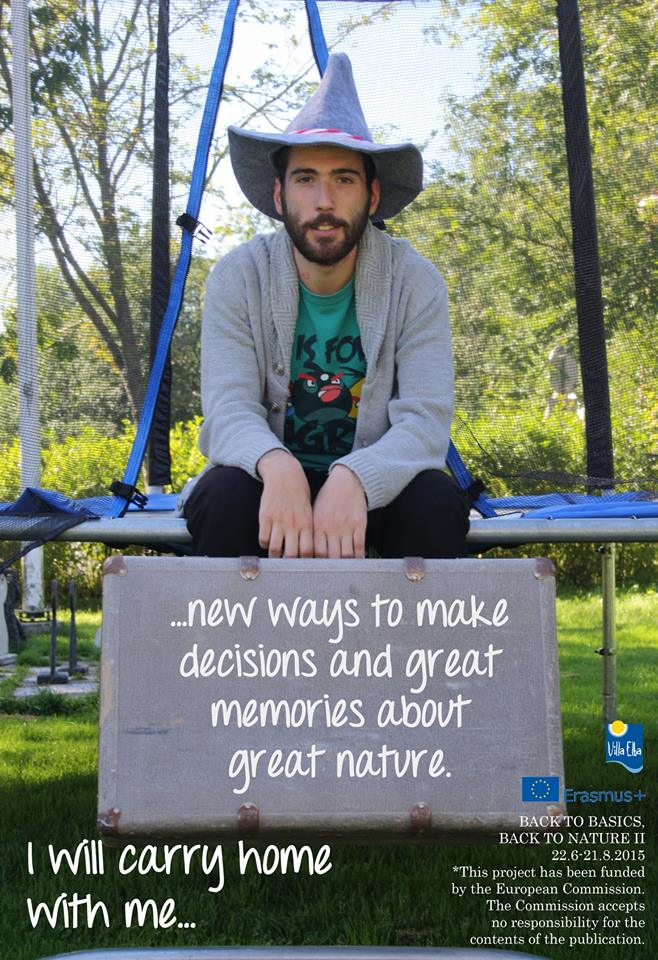 IS FOR
...new ways to make
decisions and great
memories about
great nature.
Villa Elba
Erasmus+
BACK TO BASICS,
BACK TO NATURE II
22.6-21.8.2015
*This project has been funded
by the European Commission.
The Commission accepts
no responsibility for the
contents of the publication.
I will carry home
with me...